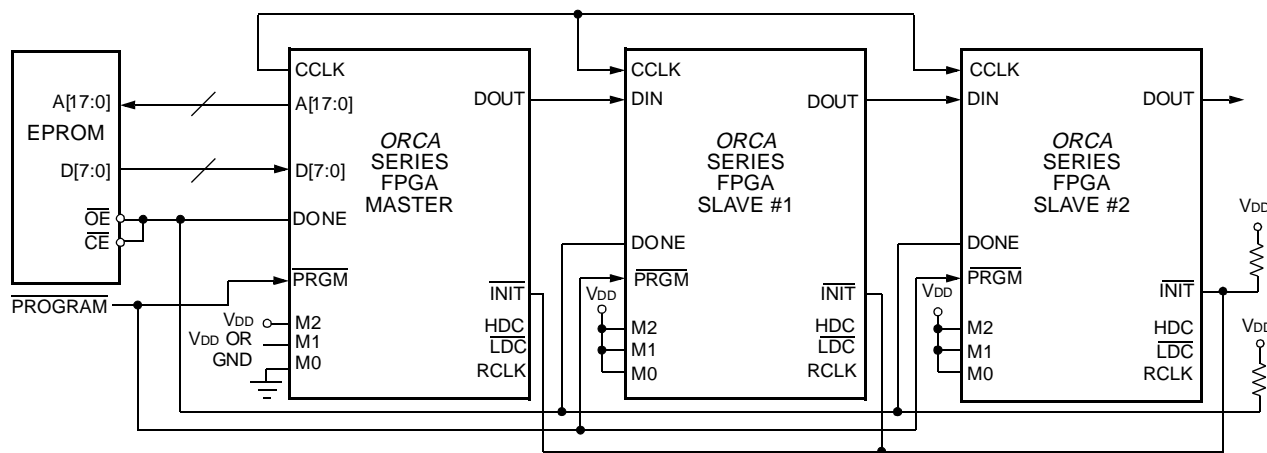 A[17:0]
EPROM
D[7:0]
OE
CE
PROGRAM
VDD
VDD OR
GND
CCLK
A[17:0]
DOUT
ORCA
SERIES
FPGA
MASTER
D[7:0]
DONE
PRGM
INIT
M2
M1
M0
HDC
LDC
RCLK
CCLK
DIN
DOUT
ORCA
SERIES
FPGA
SLAVE #1
DONE
PRGM
INIT
VDD
M2
M1
M0
HDC
LDC
RCLK
CCLK
DIN
DOUT
ORCA
SERIES
FPGA
SLAVE #2
DONE
PRGM
INIT
VDD
M2
M1
M0
HDC
LDC
RCLK
VDD
VDD